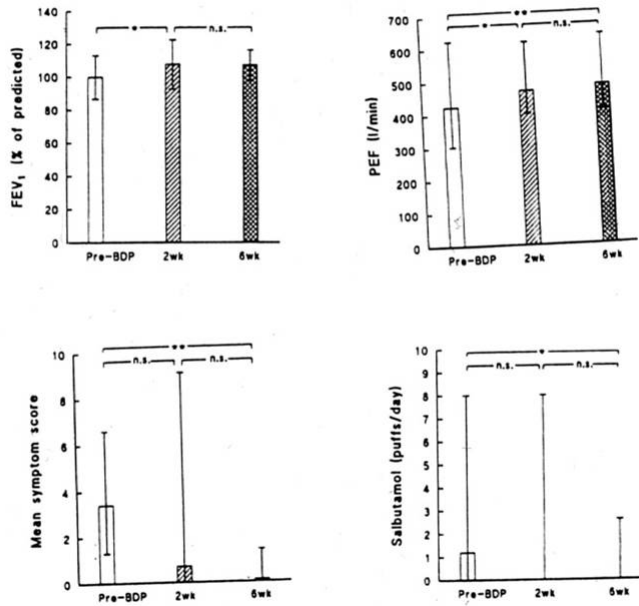 FEV₁ (% of predicted)
140
120
100
80
60
40
20
0
*
n.s.
Pre-BDP
2wk
6wk
PEF (l/min)
700
600
500
400
300
200
100
0
**
*
n.s.
Pre-BDP
2wk
6wk
Mean symptom score
10
8
6
4
2
0
**
n.s.
n.s.
Pre-BDP
2wk
6wk
Salbutamol (puffs/day)
10
9
8
7
6
5
4
3
2
1
0
*
n.s.
n.s.
Pre-BDP
2wk
6wk